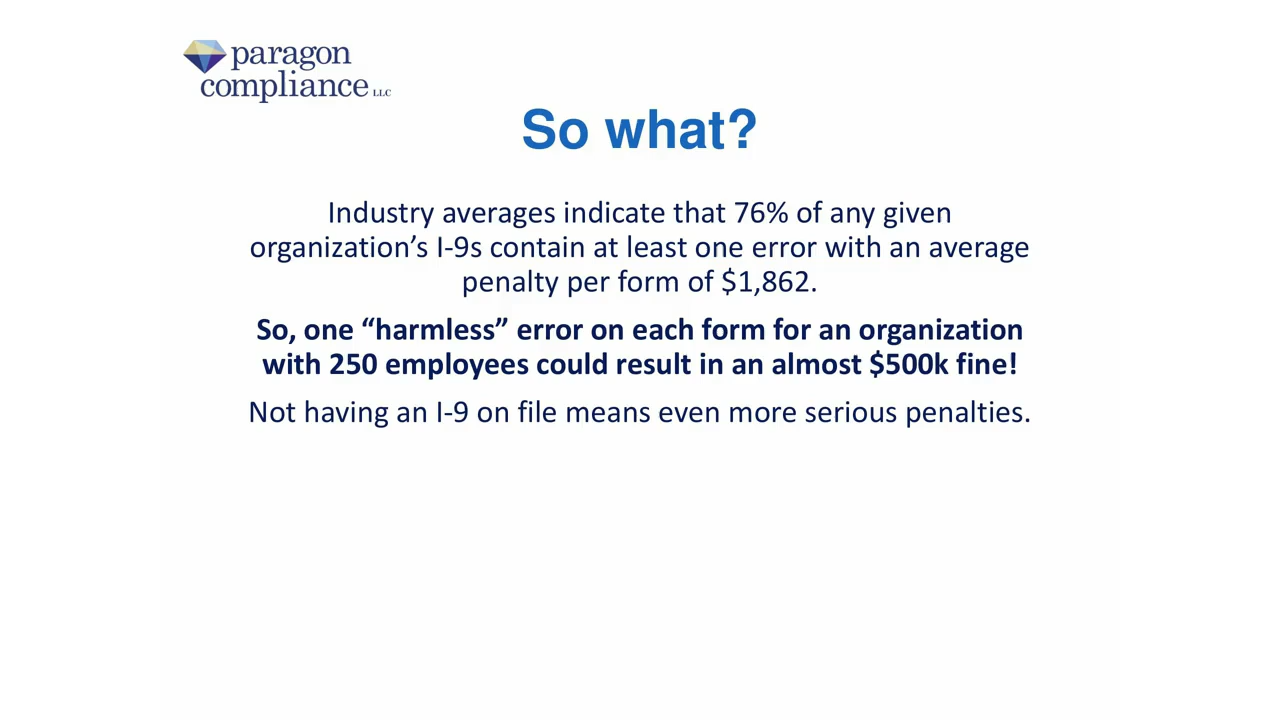 paragon
compliance LLC
So what?
Industry averages indicate that 76% of any given
organization’s I-9s contain at least one error with an average
penalty per form of $1,862.
So, one “harmless” error on each form for an organization
with 250 employees could result in an almost $500k fine!
Not having an I-9 on file means even more serious penalties.